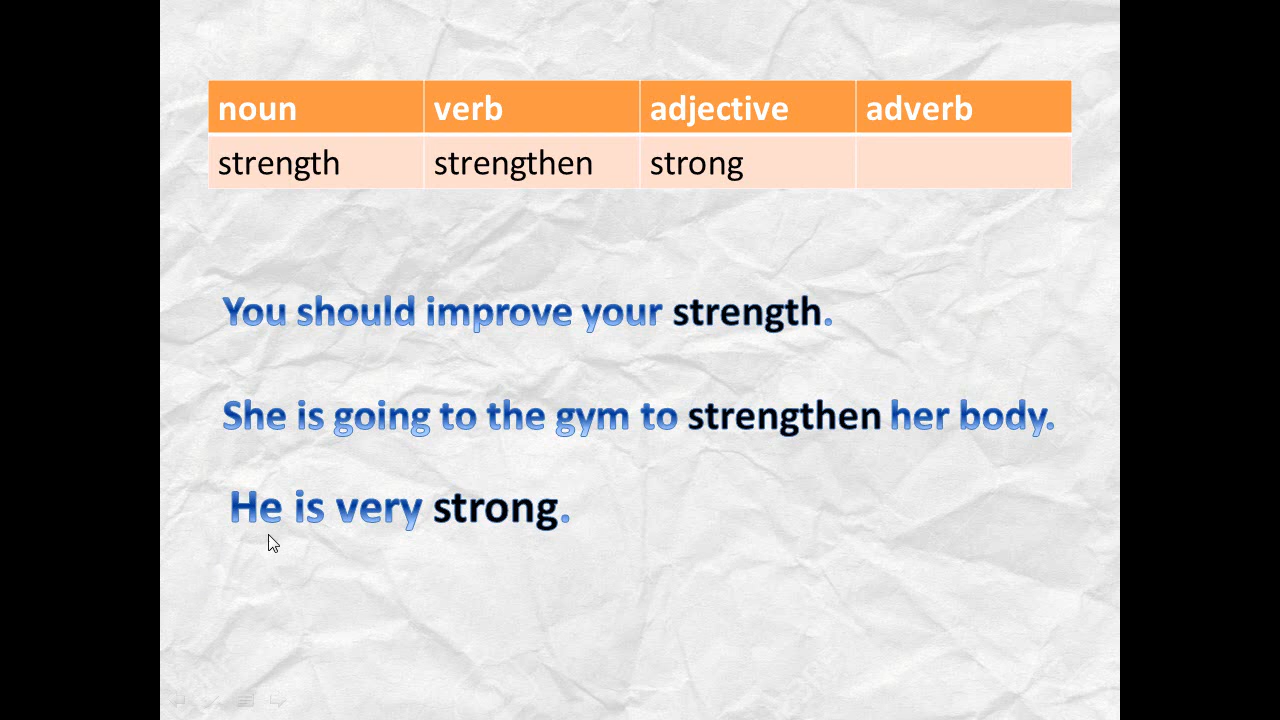 noun verb adjective adverb
strength strengthen strong
You should improve your strength.
She is going to the gym to strengthen her body.
He is very strong.